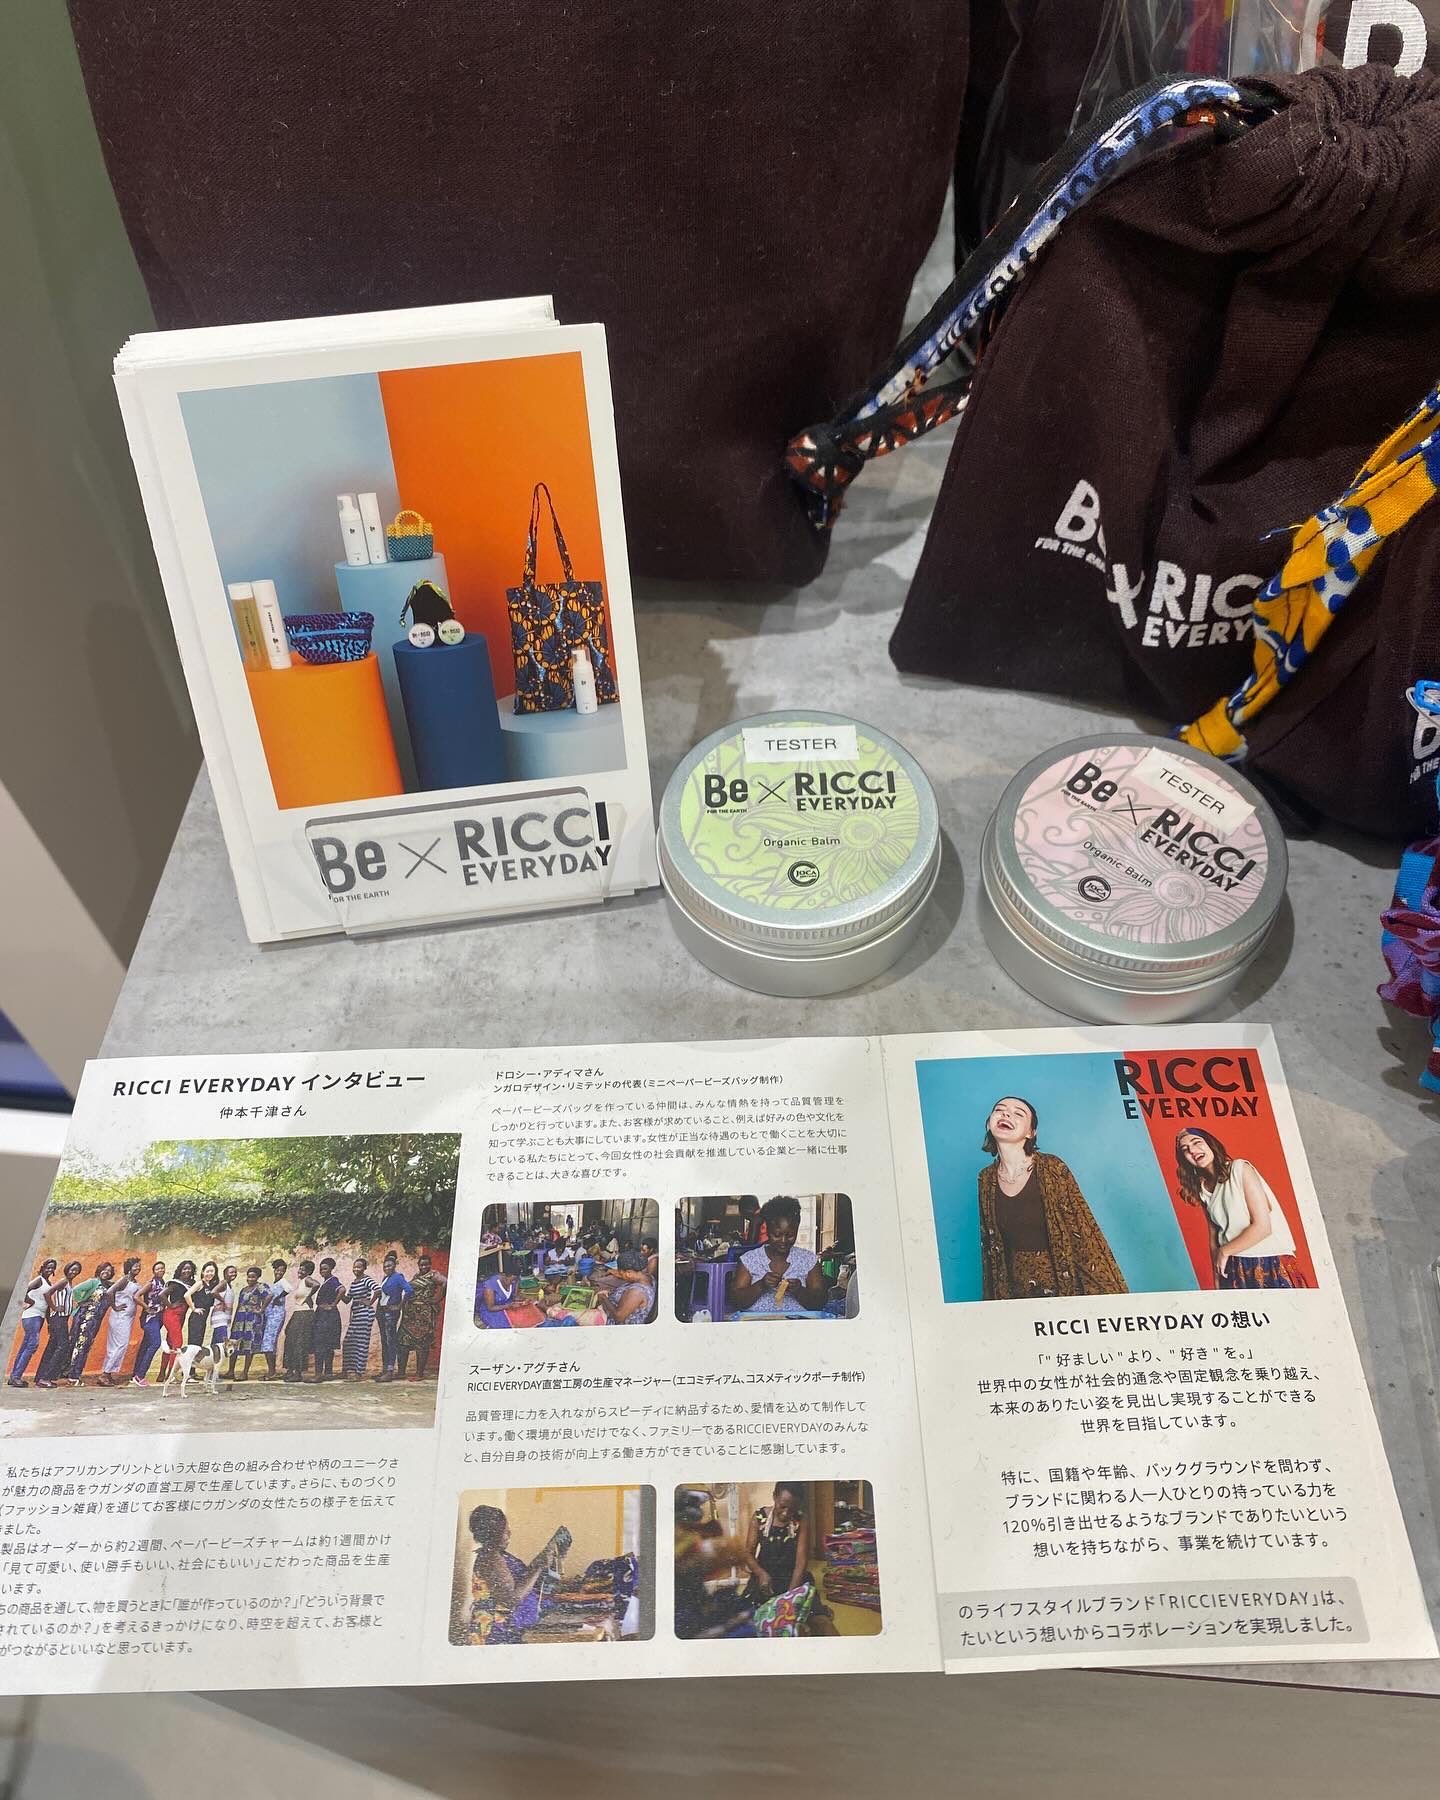 Be × RICCI
EVERYDAY
FOR THE EARTH
TESTER
Be × RICCI
EVERYDAY
FOR THE EARTH
Organic Balm
JOCA
TESTER
Be × RICCI
EVERYDAY
FOR THE EARTH
Organic Balm
JOCA
FOR THE
× RIC
EVERY
RICCI EVERYDAY インタビュー
仲本千津さん
私たちはアフリカンプリントという大胆な色の組み合わせや柄のユニークさ
が魅力の商品をウガンダの直営工房で生産しています。さらに、ものづくり
(ファッション雑貨)を通じてお客様にウガンダの女性たちの様子を伝えて
ました。
製品はオーダーから約2週間、ペーパービーズチャームは約1週間かけ
「見て可愛い、使い勝手もいい、社会にもいい」こだわった商品を生産
います。
の商品を通して、物を買うときに「誰が作っているのか?」「どういう背景で
されているのか?」を考えるきっかけになり、時空を超えて、お客様と
がつながるといいなと思っています。
ドロシー・アディマさん
ンガロデザイン・リミテッドの代表(ミニペーパービーズバッグ制作)
ペーパービーズバッグを作っている仲間は、みんな情熱を持って品質管理を
しっかりと行っています。また、お客様が求めていること、例えば好みの色や文化を
知って学ぶことも大事にしています。女性が正当な待遇のもとで働くことを大切に
している私たちにとって、今回女性の社会貢献を推進している企業と一緒に仕事
できることは、大きな喜びです。
スーザン・アグチさん
RICCI EVERYDAY直営工房の生産マネージャー(エコミディアム、コスメティックポーチ制作)
品質管理に力を入れながらスピーディに納品するため、愛情を込めて制作して
います。働く環境が良いだけでなく、ファミリーであるRICCIEVERYDAYのみんな
と、自分自身の技術が向上する働き方ができていることに感謝しています。
RICCI
EVERYDAY
RICCI EVERYDAY の想い
「"好ましい"より、"好き"を。」
世界中の女性が社会的通念や固定観念を乗り越え、
本来のありたい姿を見出し実現することができる
世界を目指しています。
特に、国籍や年齢、バックグラウンドを問わず、
ブランドに関わる人一人ひとりの持っている力を
120%引き出せるようなブランドでありたいという
想いを持ちながら、事業を続けています。
のライフスタイルブランド「RICCIEVERYDAY」は、
たいという想いからコラボレーションを実現しました。